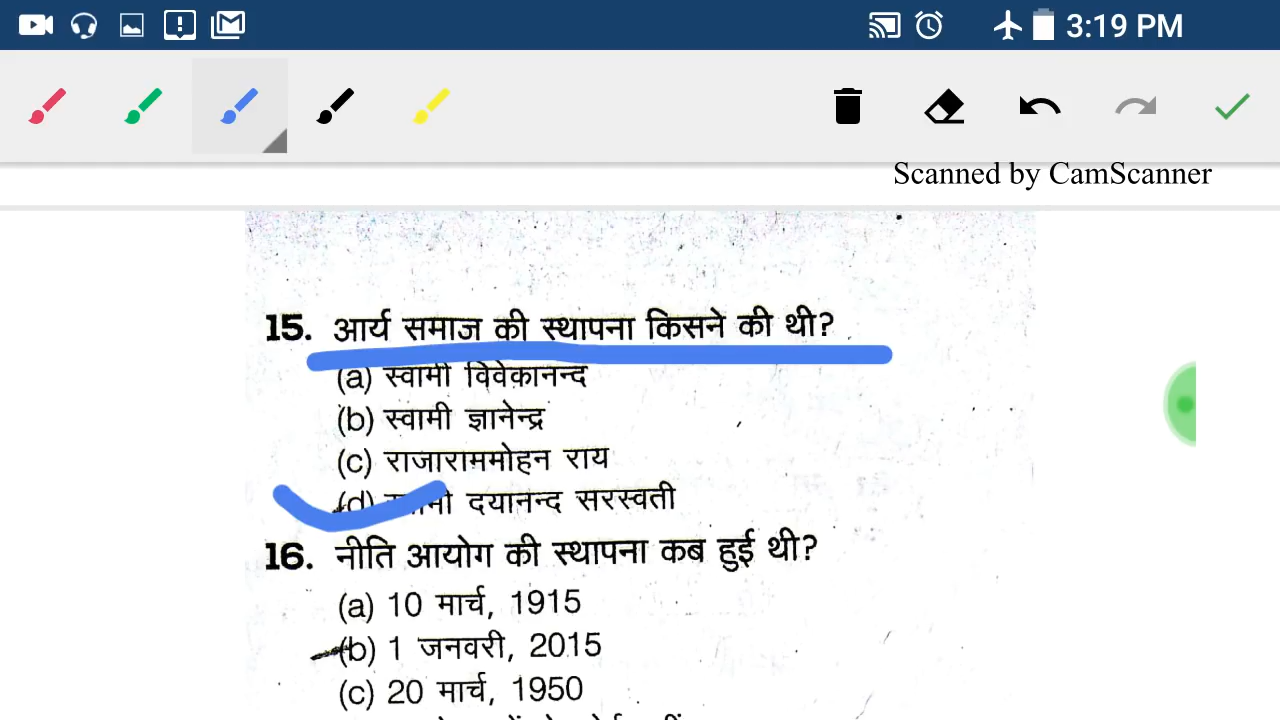 3:19 PM
Scanned by CamScanner
15. आर्य समाज की स्थापना किसने की थी?
(a) स्वामी विवेकानन्द
(b) स्वामी ज्ञानेन्द्र
(c) राजाराममोहन राय
(d) स्वामी दयानन्द सरस्वती
16. नीति आयोग की स्थापना कब हुई थी?
(a) 10 मार्च, 1915
(b) 1 जनवरी, 2015
(c) 20 मार्च, 1950